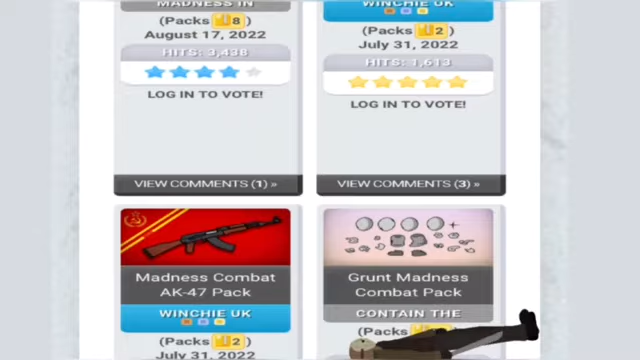 MADNESS IN
(Packs 8)
August 17, 2022
HITS: 3,438
LOG IN TO VOTE!
VIEW COMMENTS (1) »
WINCHIE UK
(Packs 2)
July 31, 2022
HITS: 1,613
LOG IN TO VOTE!
VIEW COMMENTS (3) »
Madness Combat
AK-47 Pack
WINCHIE UK
(Packs 2)
July 31, 2022
Grunt Madness
Combat Pack
CONTAIN THE
(Packs